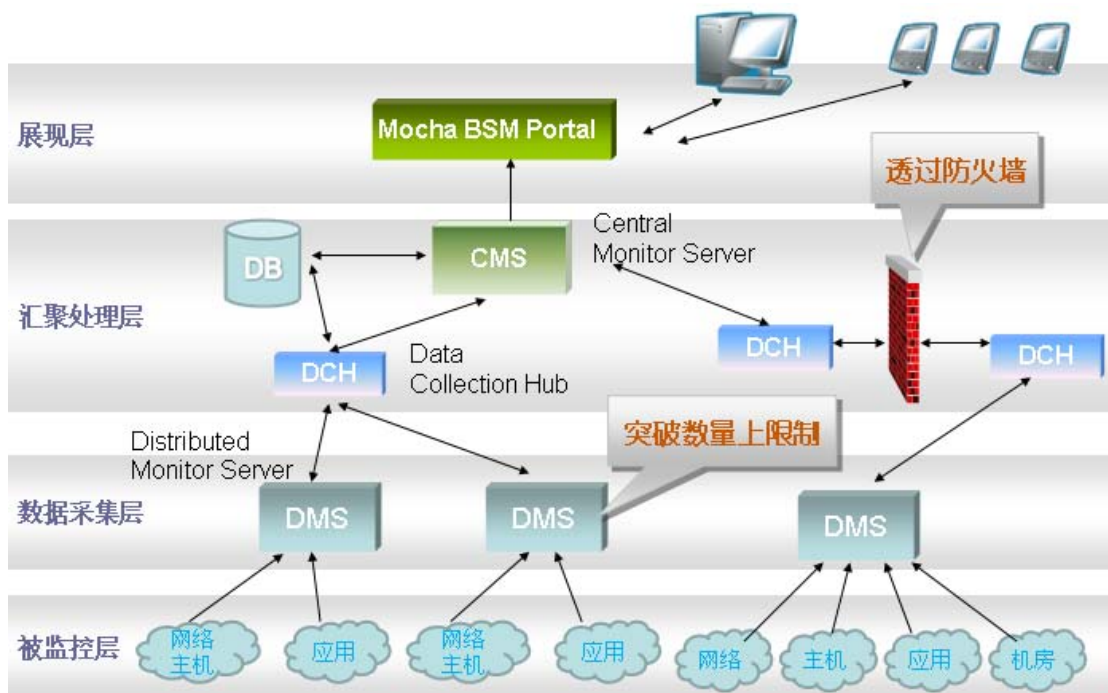 展现层
Mocha BSM Portal
透过防火墙
DB
CMS
Central
Monitor Server
汇聚处理层
DCH
Data
Collection Hub
DCH
DCH
突破数量上限制
Distributed
Monitor Server
数据采集层
DMS
DMS
DMS
被监控层
网络
主机
应用
网络
主机
应用
网络
主机
应用
机房